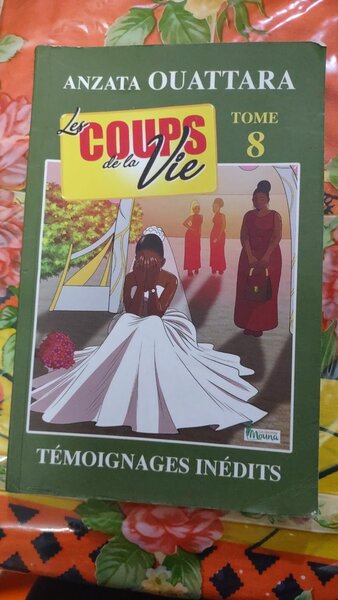 ANZATA OUATTARA
Les COUPS de la Vie
TOME
8
Mouna
TÉMOIGNAGES INÉDITS